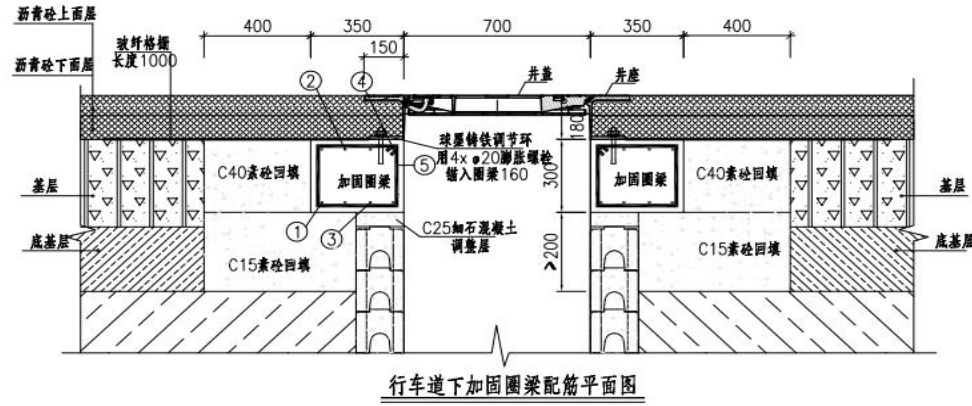 沥青砼上面层
400
350
700
350
400
玻纤格栅
长度1000
150
沥青砼下面层
②
④
井盖
井座
180
球墨铸铁调节环
用4xφ20膨胀螺栓
锚入圈梁160
⑤
C40素砼回填
加固圈梁
300
加固圈梁
C40素砼回填
基层
基层
①
③
C25细石混凝土
调整层
底基层
C15素砼回填
>200
C15素砼回填
底基层
行车道下加固圈梁配筋平面图